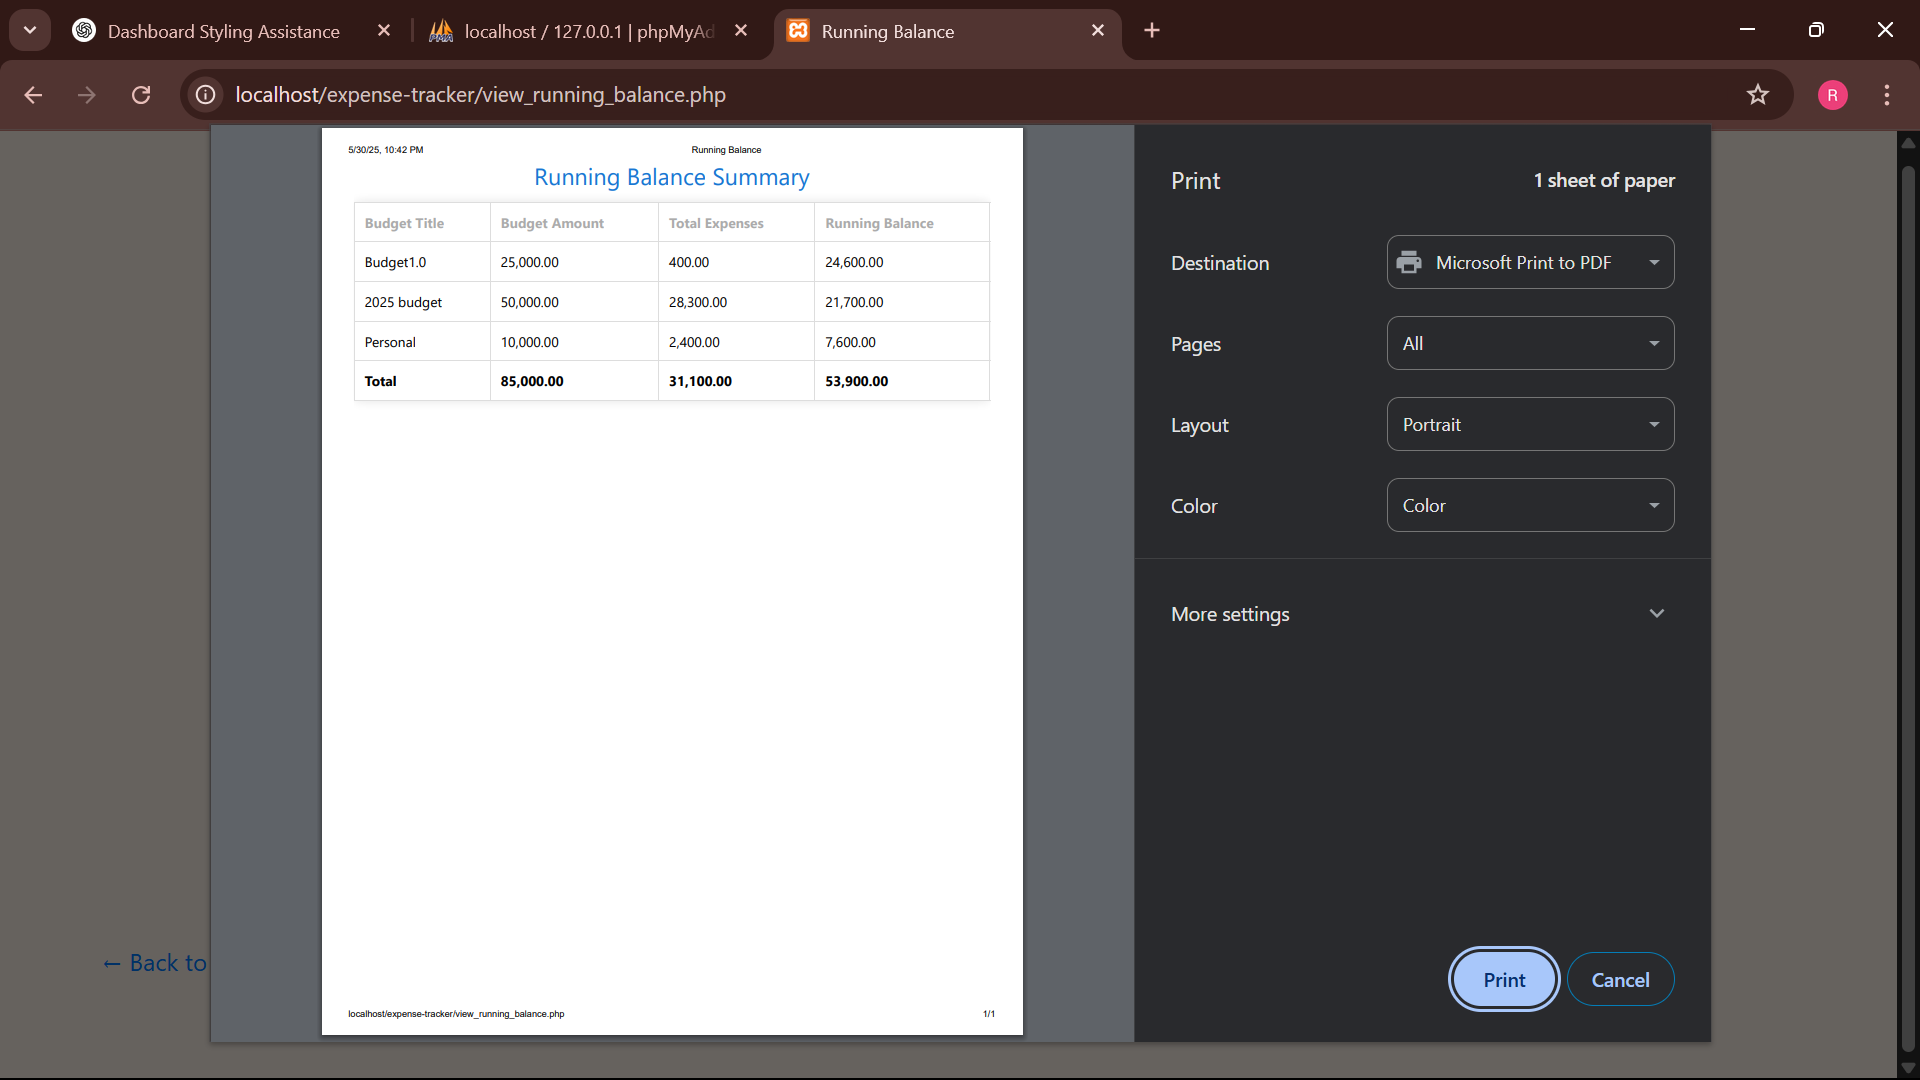 Dashboard Styling Assistance
localhost / 127.0.0.1 | phpMyAd
Running Balance
localhost/expense-tracker/view_running_balance.php
R
5/30/25, 10:42 PM
Running Balance
Running Balance Summary
Budget Title Budget Amount Total Expenses Running Balance
Budget1.0 25,000.00 400.00 24,600.00
2025 budget 50,000.00 28,300.00 21,700.00
Personal 10,000.00 2,400.00 7,600.00
Total 85,000.00 31,100.00 53,900.00
localhost/expense-tracker/view_running_balance.php
1/1
← Back to
Print
1 sheet of paper
Destination
Microsoft Print to PDF
Pages
All
Layout
Portrait
Color
Color
More settings
Print
Cancel